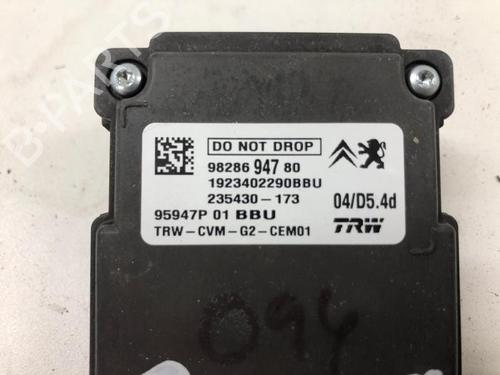 DO NOT DROP
98286 947 80
1923402290BBU
235430-173 04/D5.4d
95947P 01 BBU TRW
TRW-CVM-G2-CEM01
094
B-PARTS